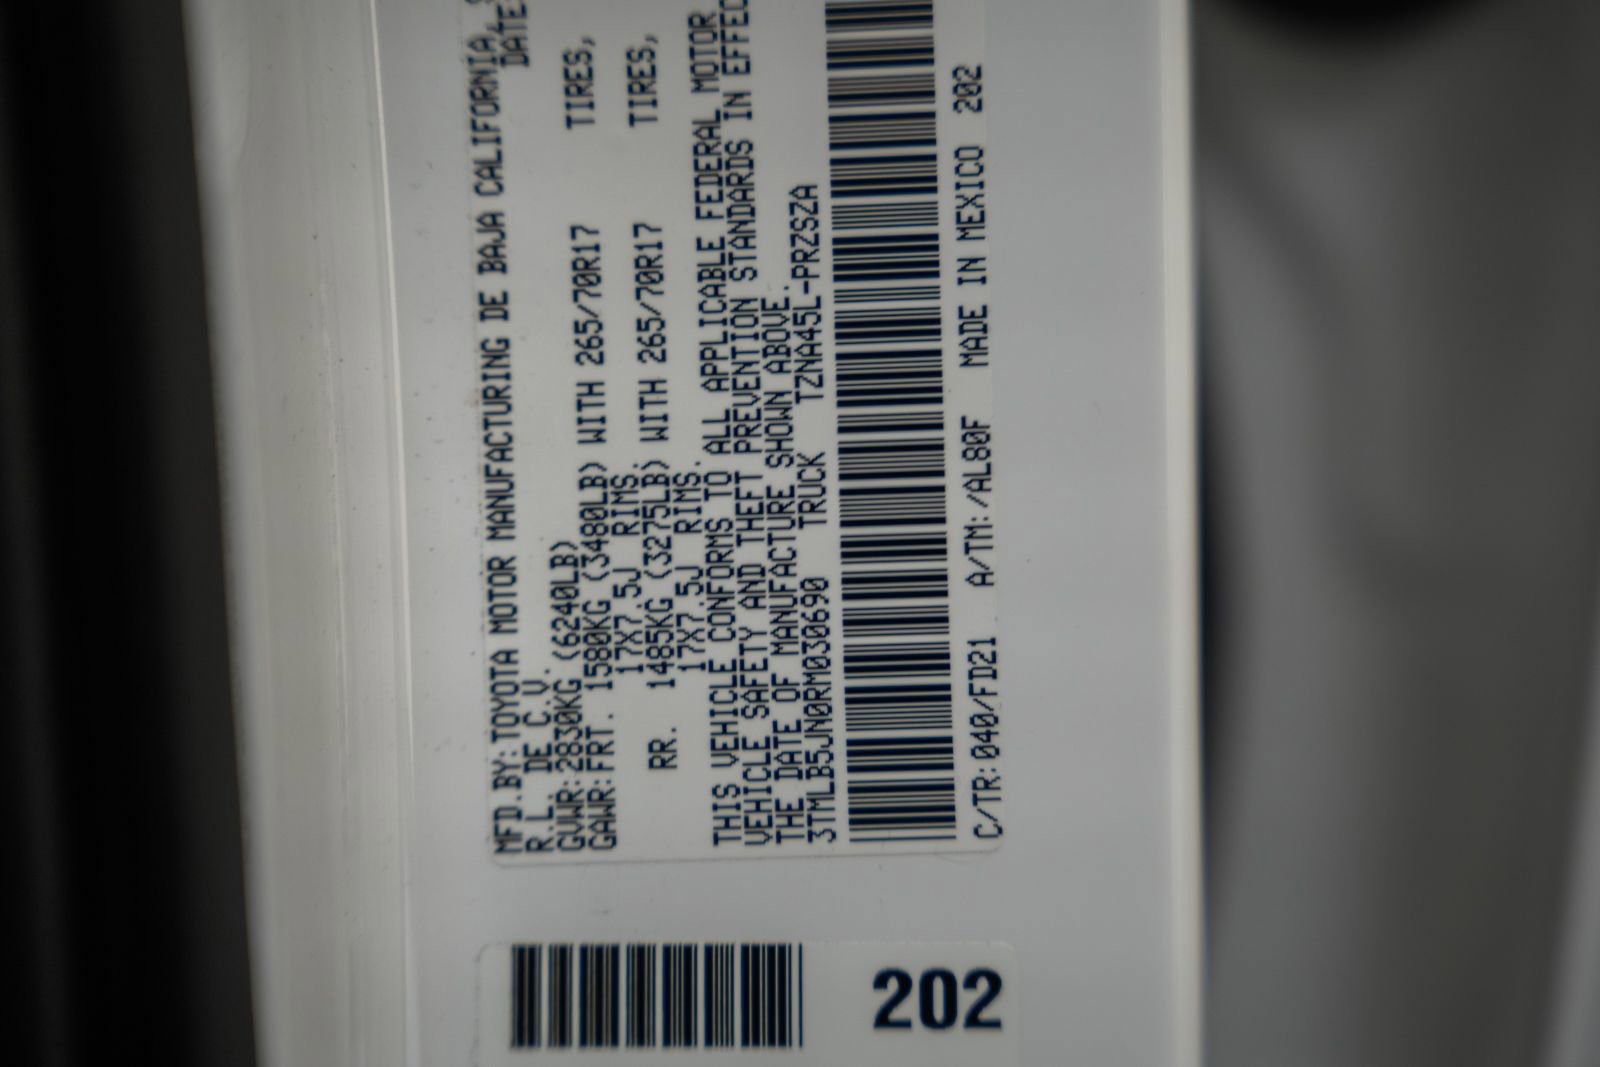 MFD.BY:TOYOTA MOTOR MANUFACTURING DE BAJA CALIFORNIA,
R.L. DE C.V. DATE:
GVWR:2830KG (6240LB)
GAWR:FRT. 1580KG (3480LB) WITH 265/70R17 TIRES,
17X7.5J RIMS.
RR. 1485KG (3275LB) WITH 265/70R17 TIRES,
17X7.5J RIMS.
THIS VEHICLE CONFORMS TO ALL APPLICABLE FEDERAL MOTOR
VEHICLE SAFETY AND THEFT PREVENTION STANDARDS IN EFFEC
THE DATE OF MANUFACTURE SHOWN ABOVE.
3TMLB5JN0RM030690 TRUCK TZNA45L-PRZSZA
C/TR:040/FD21 A/TM:/AL80F MADE IN MEXICO 202
202